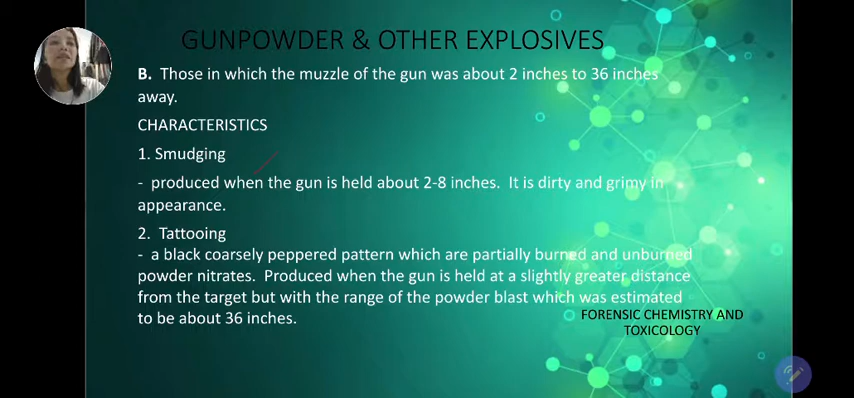 GUNPOWDER & OTHER EXPLOSIVES
B. Those in which the muzzle of the gun was about 2 inches to 36 inches
away.
CHARACTERISTICS
1. Smudging
- produced when the gun is held about 2-8 inches. It is dirty and grimy in
appearance.
2. Tattooing
- a black coarsely peppered pattern which are partially burned and unburned
powder nitrates. Produced when the gun is held at a slightly greater distance
from the target but with the range of the powder blast which was estimated
to be about 36 inches.
FORENSIC CHEMISTRY AND
TOXICOLOGY